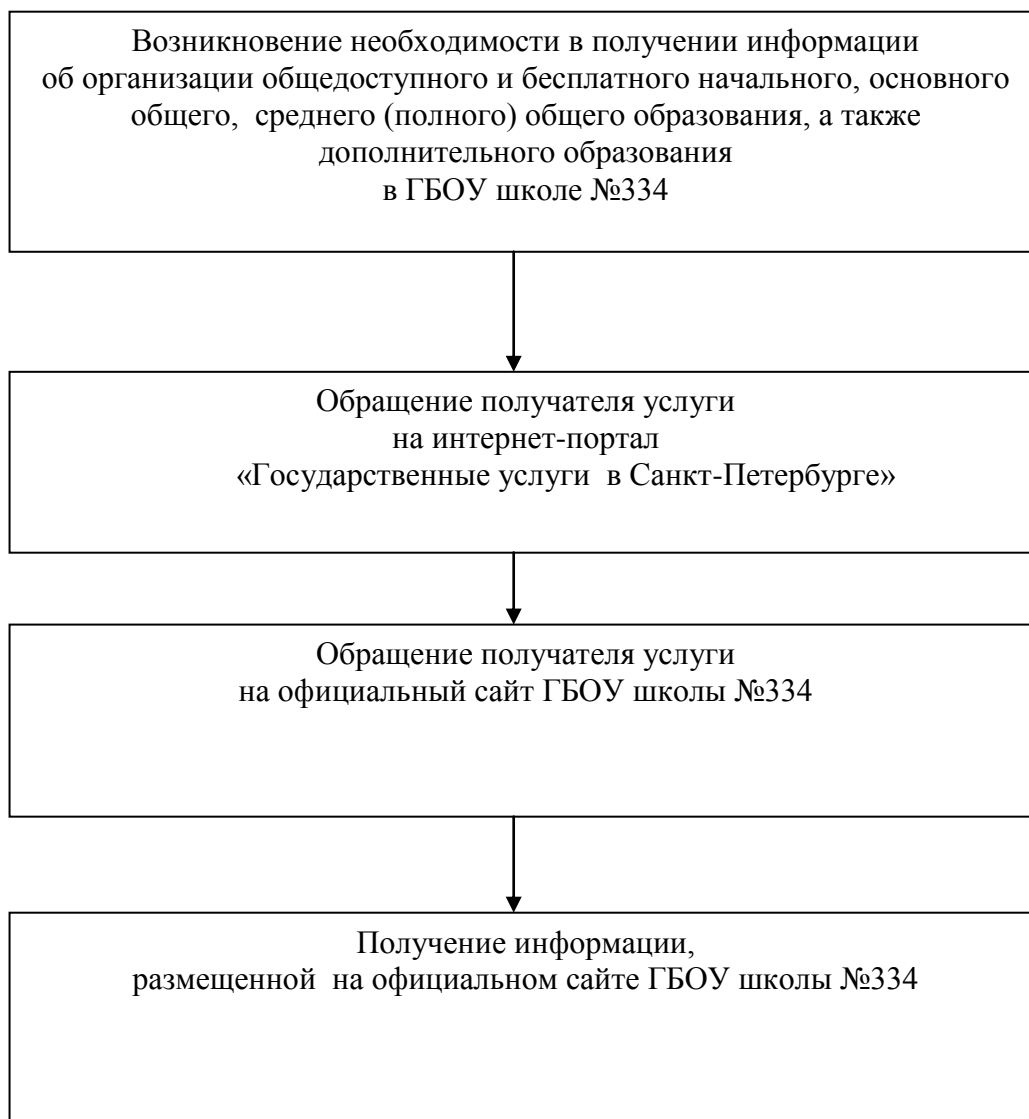 Возникновение необходимости в получении информации
об организации общедоступного и бесплатного начального, основного
общего, среднего (полного) общего образования, а также
дополнительного образования
в ГБОУ школе №334
Обращение получателя услуги
на интернет-портал
«Государственные услуги в Санкт-Петербурге»
Обращение получателя услуги
на официальный сайт ГБОУ школы №334
Получение информации,
размещенной на официальном сайте ГБОУ школы №334